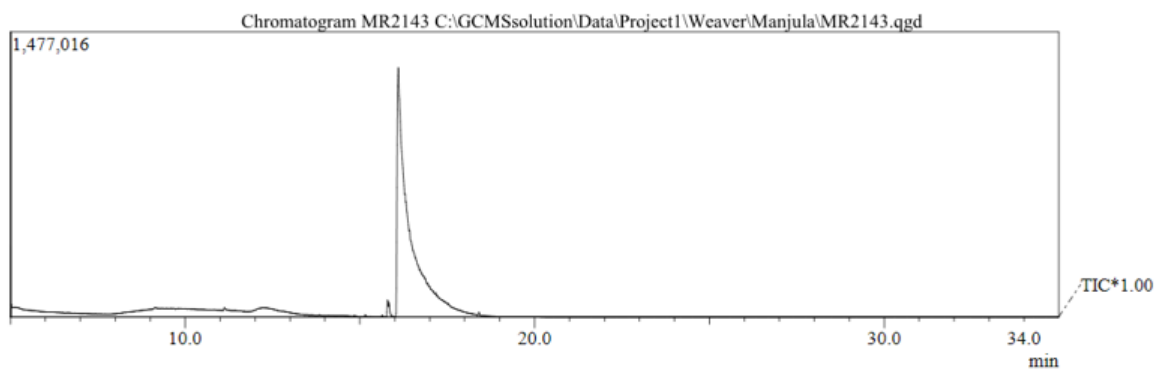 Chromatogram MR2143 C:\GCMSsolution\Data\Project1\Weaver\Manjula\MR2143.qgd
1,477,016
TIC*1.00
10.0 20.0 30.0 34.0
min